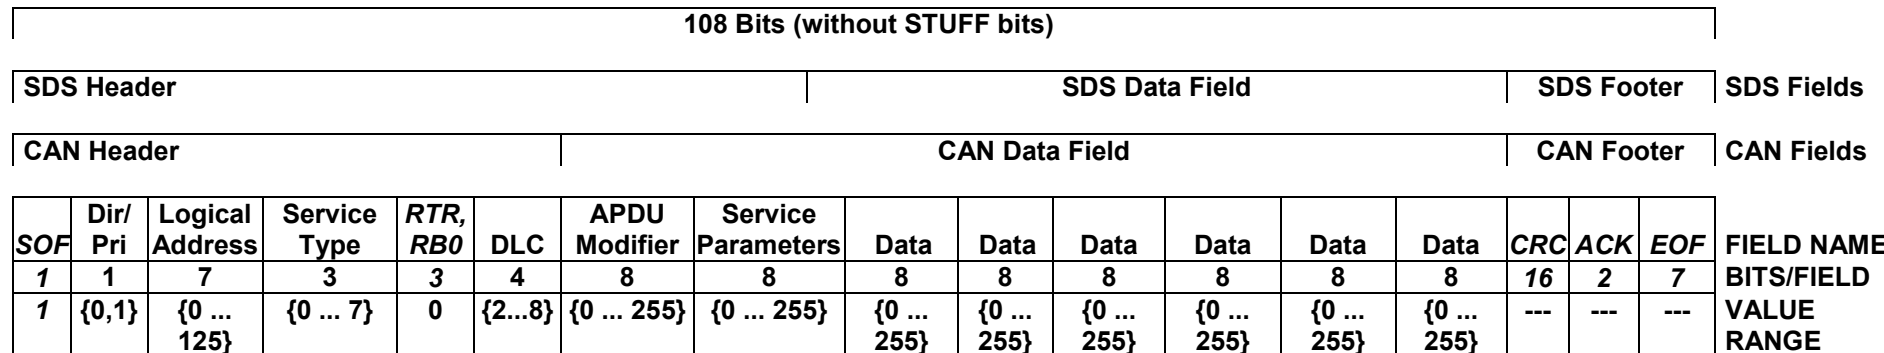 108 Bits (without STUFF bits)
SDS Header SDS Data Field SDS Footer SDS Fields
CAN Header CAN Data Field CAN Footer CAN Fields
Dir/ Logical Service RTR, APDU Service
SOF Pri Address Type RB0 DLC Modifier Parameters Data Data Data Data Data Data CRC ACK EOF FIELD NAME
1 1 7 3 3 4 8 8 8 8 8 8 8 8 16 2 7 BITS/FIELD
1 {0,1} {0 ... {0 ... 7} 0 {2...8} {0 ... 255} {0 ... 255} {0 ... {0 ... {0 ... {0 ... {0 ... {0 ... --- --- --- VALUE
125} 255} 255} 255} 255} 255} 255} RANGE